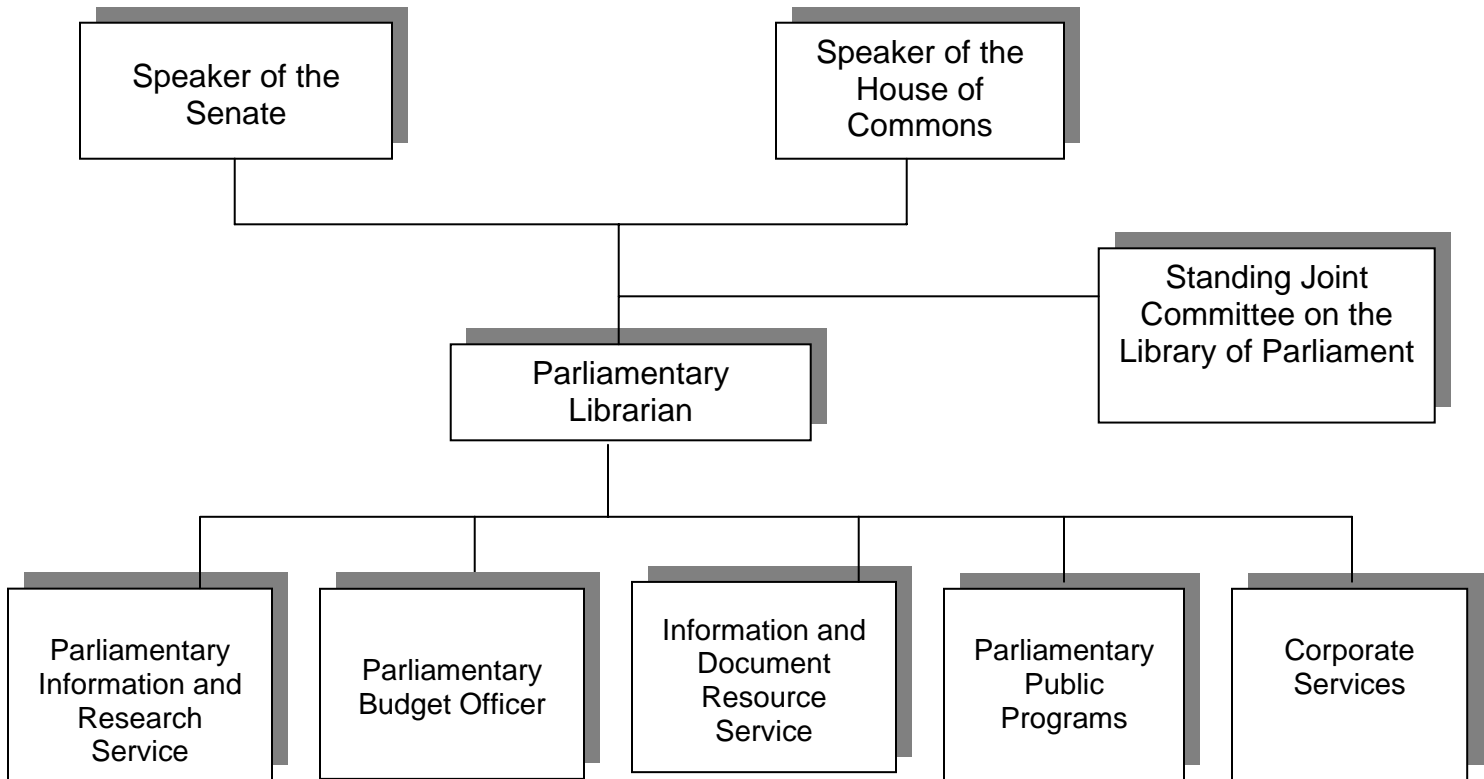 Speaker of the
Senate
Speaker of the
House of
Commons
Standing Joint
Committee on the
Library of Parliament
Parliamentary
Librarian
Parliamentary
Information and
Research
Service
Parliamentary
Budget Officer
Information and
Document
Resource
Service
Parliamentary
Public
Programs
Corporate
Services